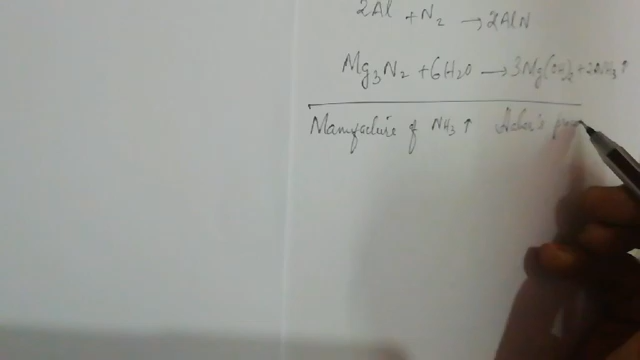 2Al + N₂ → 2AlN
Mg₃N₂ + 6H₂O → 3Mg(OH)₂ + 2NH₃↑
Manufacture of NH₃↑